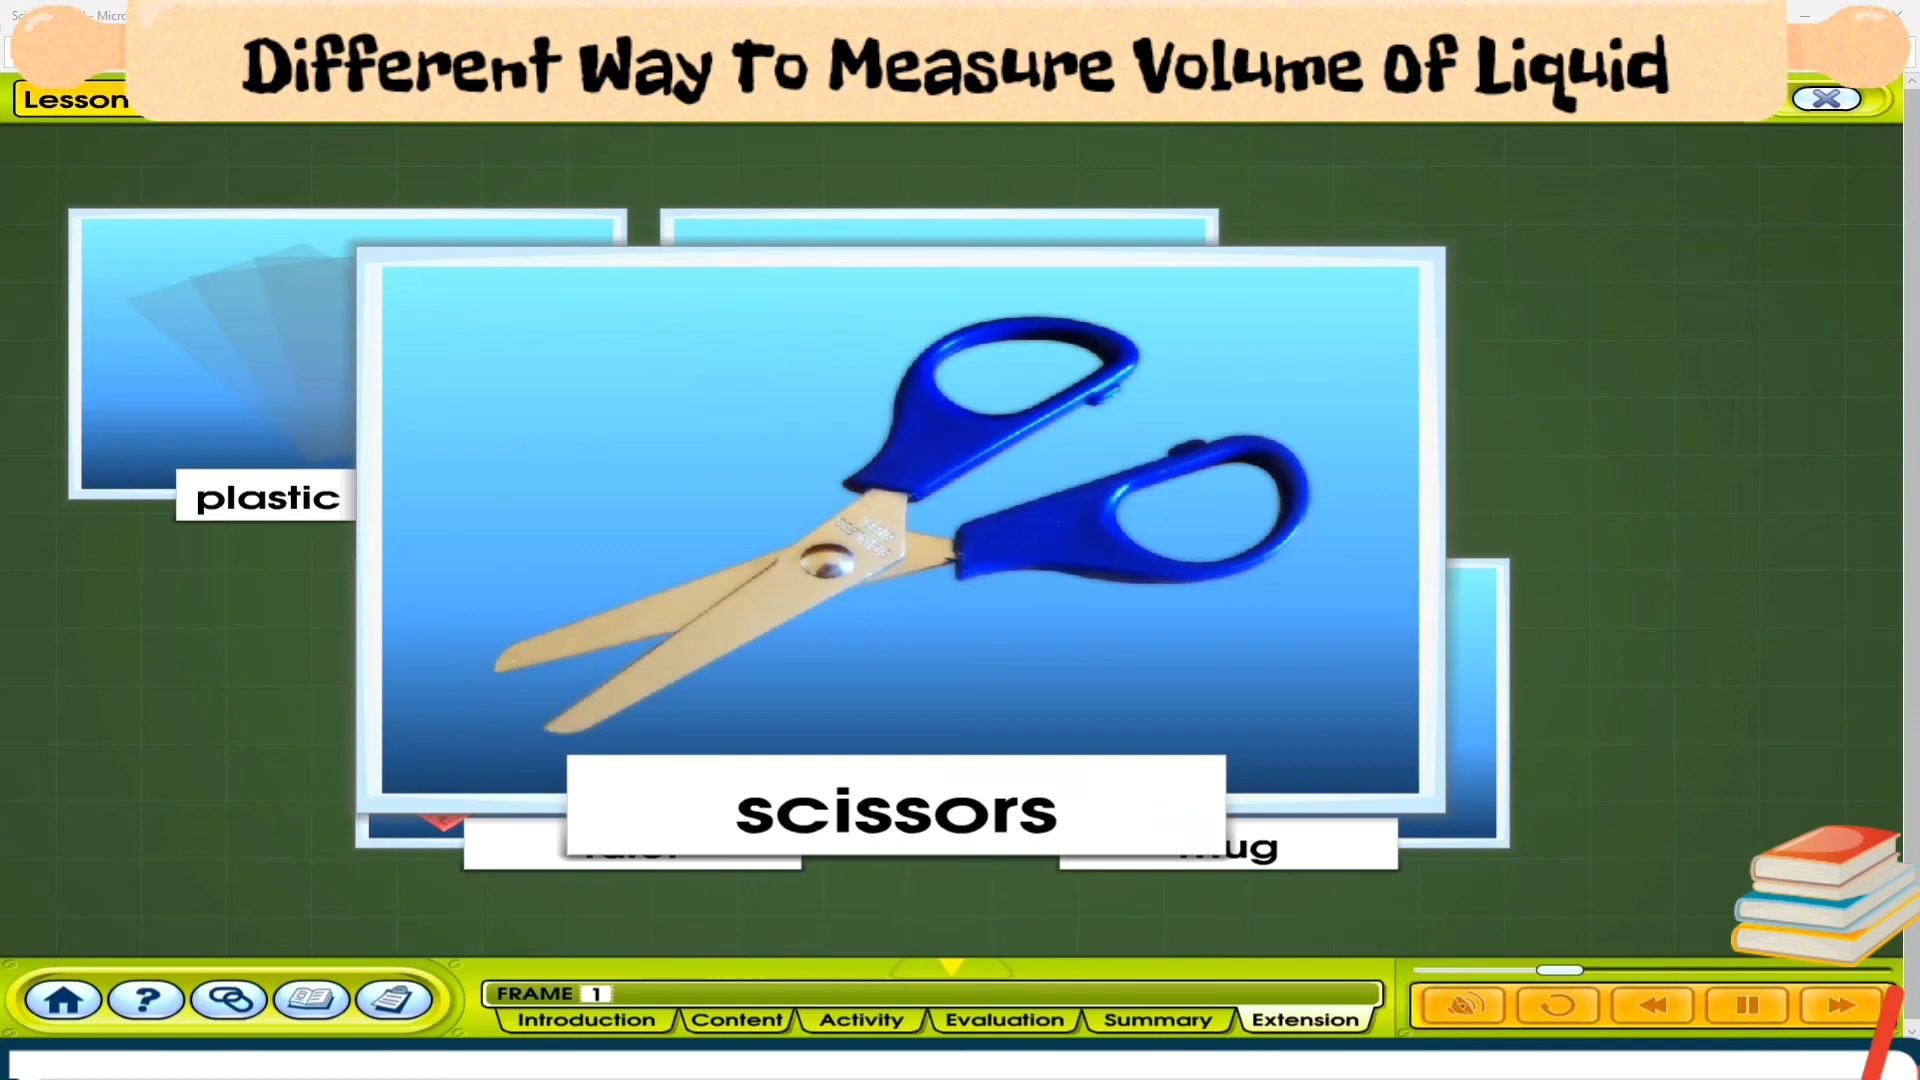 Different Way To Measure Volume Of Liquid
Lesson
plastic
scissors
FRAME 1
Introduction
Content
Activity
Evaluation
Summary
Extension